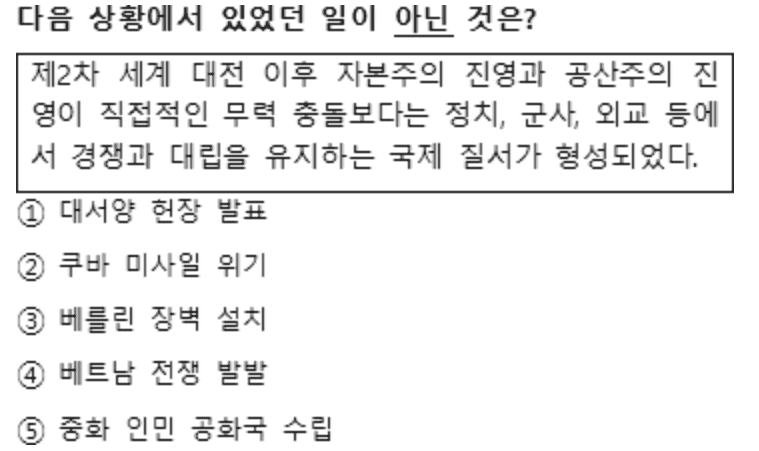 다음 상황에서 있었던 일이 아닌 것은?
제2차 세계 대전 이후 자본주의 진영과 공산주의 진
영이 직접적인 무력 충돌보다는 정치, 군사, 외교 등에
서 경쟁과 대립을 유지하는 국제 질서가 형성되었다.
① 대서양 헌장 발표
② 쿠바 미사일 위기
③ 베를린 장벽 설치
④ 베트남 전쟁 발발
⑤ 중화 인민 공화국 수립